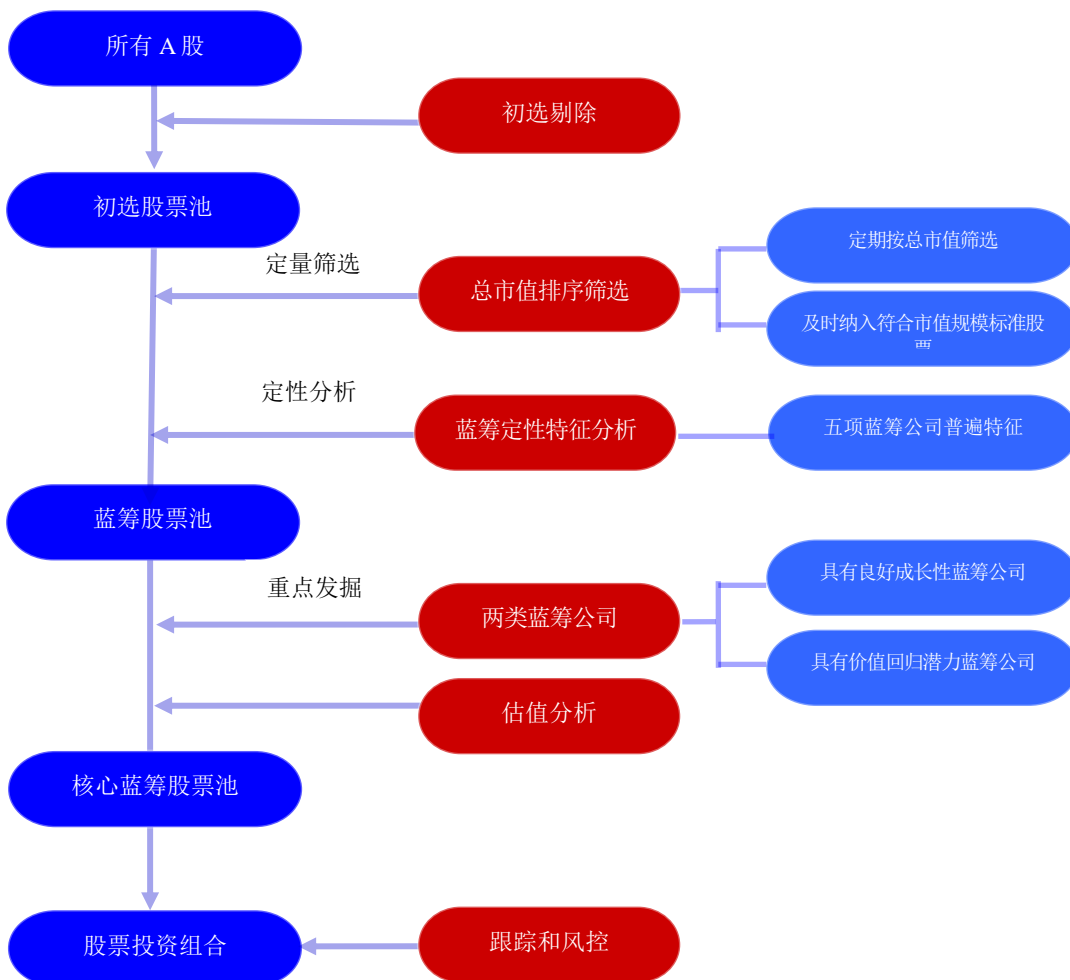 所有 A 股
初选剔除
初选股票池
定期按总市值筛选
定量筛选
总市值排序筛选
及时纳入符合市值规模标准股
票
定性分析
蓝筹定性特征分析
五项蓝筹公司普遍特征
蓝筹股票池
具有良好成长性蓝筹公司
重点发掘
两类蓝筹公司
具有价值回归潜力蓝筹公司
估值分析
核心蓝筹股票池
股票投资组合
跟踪和风控